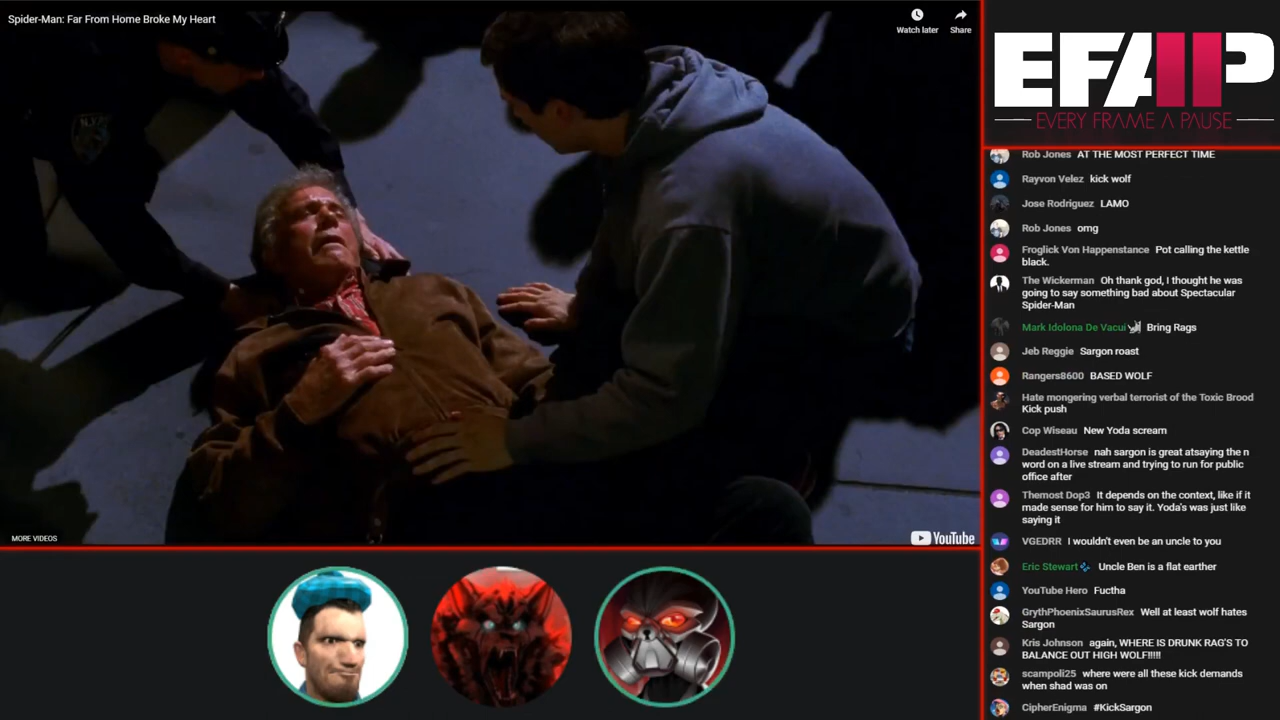 Spider-Man: Far From Home Broke My Heart
Watch later
Share
MORE VIDEOS
YouTube
EFAP
EVERY FRAME A PAUSE
Rob Jones AT THE MOST PERFECT TIME
Rayvon Velez kick wolf
Jose Rodriguez LAMO
Rob Jones omg
Froglick Von Happenstance Pot calling the kettle
black.
The Wickerman Oh thank god, I thought he was
going to say something bad about Spectacular
Spider-Man
Mark Idolona De Vacui Bring Rags
Jeb Reggie Sargon roast
Rangers8600 BASED WOLF
Hate mongering verbal terrorist of the Toxic Brood
Kick push
Cop Wiseau New Yoda scream
DeadestHorse nah sargon is great atsaying the n
word on a live stream and trying to run for public
office after
Themost Dop3 It depends on the context, like if it
made sense for him to say it. Yoda's was just like
saying it
VGEDRR I wouldn't even be an uncle to you
Eric Stewart Uncle Ben is a flat earther
YouTube Hero Fuctha
GrythPhoenixSaurusRex Well at least wolf hates
Sargon
Kris Johnson again, WHERE IS DRUNK RAG'S TO
BALANCE OUT HIGH WOLF!!!!!
scampoli25 where were all these kick demands
when shad was on
CipherEnigma #KickSargon